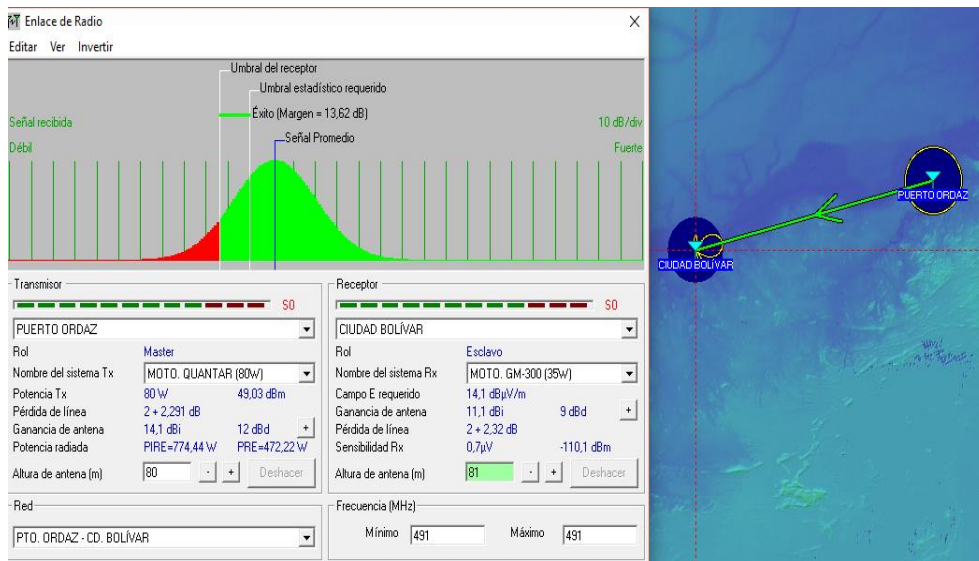 Enlace de Radio
Editar Ver Invertir
Umbral del receptor
Umbral estadístico requerido
Éxito (Margen = 13,62 dB)
Señal recibida
10 dB/div
Señal Promedio
Débil
Fuerte
Transmisor
S0
PUERTO ORDAZ
Rol Master
Nombre del sistema Tx MOTO. QUANTAR (80W)
Potencia Tx 80 W 49,03 dBm
Pérdida de línea 2 + 2,291 dB
Ganancia de antena 14,1 dBi 12 dBd +
Potencia radiada PIRE=774,44 W PRE=472,22 W
Altura de antena (m) 80 - + Deshacer
Red
PTO. ORDAZ - CD. BOLÍVAR
Receptor
S0
CIUDAD BOLÍVAR
Rol Esclavo
Nombre del sistema Rx MOTO. GM-300 (35W)
Campo E requerido 14,1 dBµV/m
Ganancia de antena 11,1 dBi 9 dBd +
Pérdida de línea 2 + 2,32 dB
Sensibilidad Rx 0,7µV -110,1 dBm
Altura de antena (m) 81 - + Deshacer
Frecuencia (MHz)
Mínimo 491 Máximo 491
PUERTO ORDAZ
CIUDAD BOLÍVAR